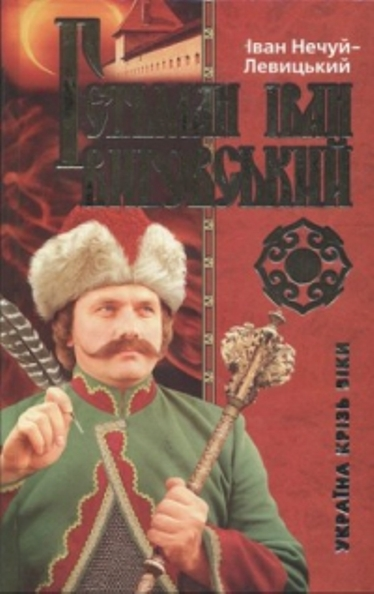 Іван Нечуй-
Левицький
Гетьман Іван
Виговський
УКРАЇНА КРІЗЬ ВІКИ